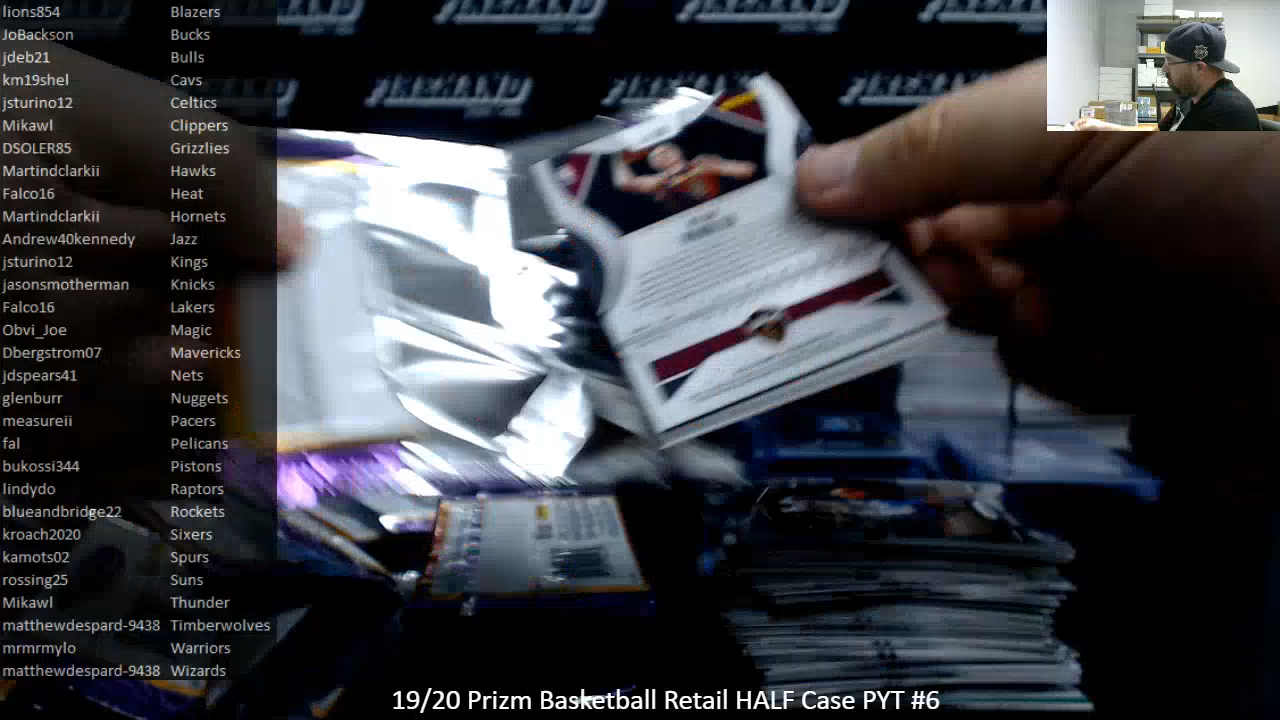 lions854 Blazers
JoBackson Bucks
jdeb21 Bulls
km19shel Cavs
jsturino12 Celtics
Mikawl Clippers
DSOLER85 Grizzlies
Martindclarkii Hawks
Falco16 Heat
Martindclarkii Hornets
Andrew40kennedy Jazz
jsturino12 Kings
jasonsmotherman Knicks
Falco16 Lakers
Obvi_Joe Magic
Dbergstrom07 Mavericks
jdspears41 Nets
glenburr Nuggets
measureii Pacers
fal Pelicans
bukossi344 Pistons
lindydo Raptors
blueandbridge22 Rockets
kroach2020 Sixers
kamots02 Spurs
rossing25 Suns
Mikawl Thunder
matthewdespard-9438 Timberwolves
mrmrmylo Warriors
matthewdespard-9438 Wizards
19/20 Prizm Basketball Retail HALF Case PYT #6